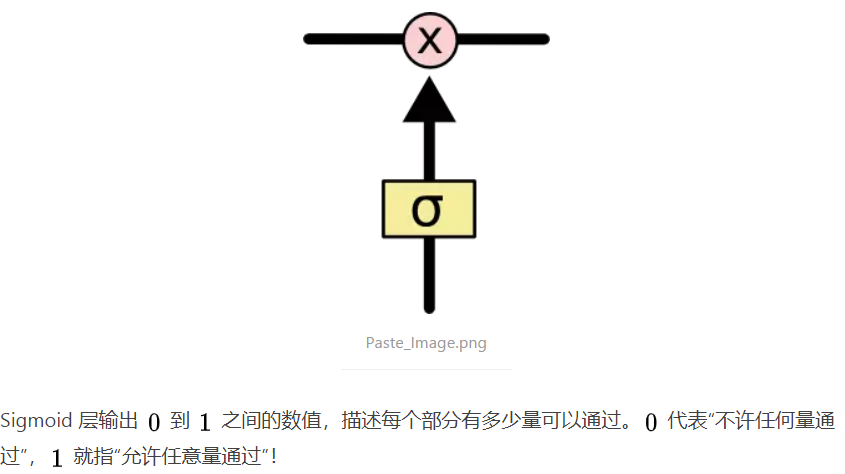 x
σ
Paste_Image.png
Sigmoid 层输出 0 到 1 之间的数值，描述每个部分有多少量可以通过。0 代表“不许任何量通
过”，1 就指“允许任意量通过”！